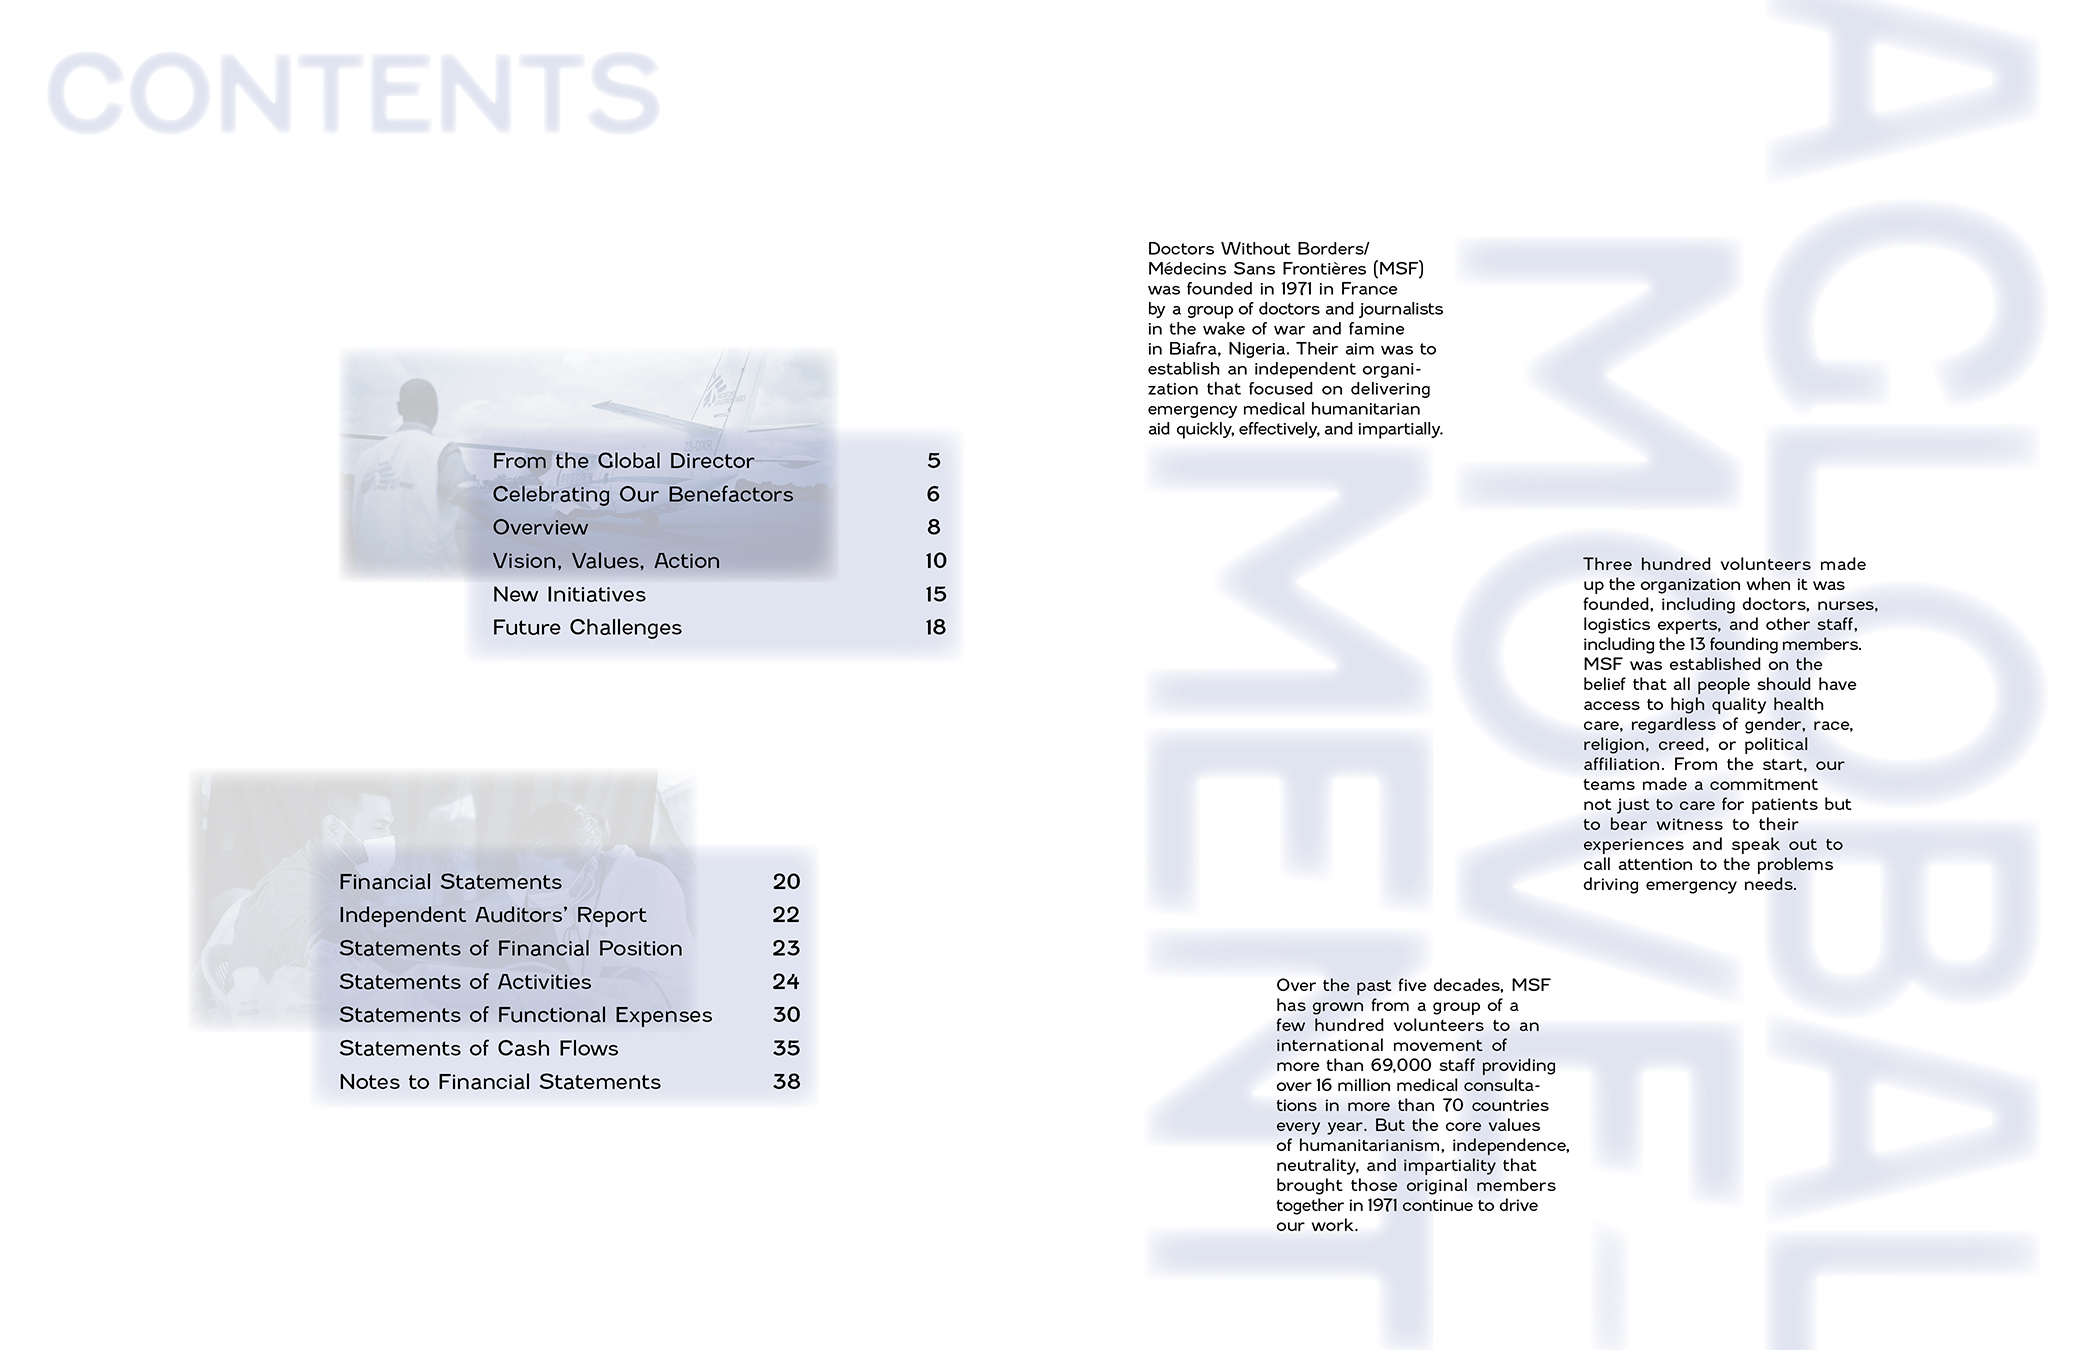 CONTENTS
From the Global Director 5
Celebrating Our Benefactors 6
Overview 8
Vision, Values, Action 10
New Initiatives 15
Future Challenges 18
Financial Statements 20
Independent Auditors’ Report 22
Statements of Financial Position 23
Statements of Activities 24
Statements of Functional Expenses 30
Statements of Cash Flows 35
Notes to Financial Statements 38
A GLOBAL
MOVE-
MENT
Doctors Without Borders/
Médecins Sans Frontières (MSF)
was founded in 1971 in France
by a group of doctors and journalists
in the wake of war and famine
in Biafra, Nigeria. Their aim was to
establish an independent organi-
zation that focused on delivering
emergency medical humanitarian
aid quickly, effectively, and impartially.
Three hundred volunteers made
up the organization when it was
founded, including doctors, nurses,
logistics experts, and other staff,
including the 13 founding members.
MSF was established on the
belief that all people should have
access to high quality health
care, regardless of gender, race,
religion, creed, or political
affiliation. From the start, our
teams made a commitment
not just to care for patients but
to bear witness to their
experiences and speak out to
call attention to the problems
driving emergency needs.
Over the past five decades, MSF
has grown from a group of a
few hundred volunteers to an
international movement of
more than 69,000 staff providing
over 16 million medical consulta-
tions in more than 70 countries
every year. But the core values
of humanitarianism, independence,
neutrality, and impartiality that
brought those original members
together in 1971 continue to drive
our work.